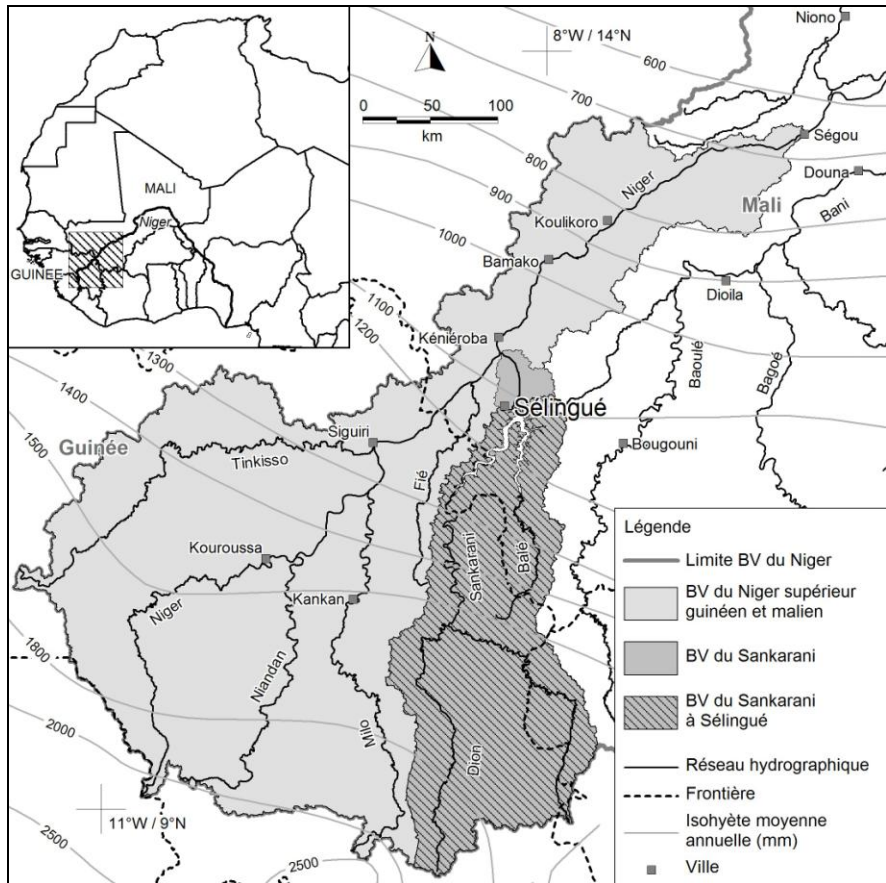 8°W / 14°N
Niono
N
600
700
0 50 100
km
MALI
Niger
GUINEE
800
900
1000
Niger
Ségou
Douna
Mali
Bani
Koulikoro
Bamako
Dioila
1100
1200
Kéniéroba
Baoulé
Bagoé
1300
1400
1500
Sélingué
Guinée
Siguiri
Tinkisso
Fié
Bougouni
Kouroussa
Sankarani
Balé
Niger
Kankan
Niandan
Milo
Dion
1800
2000
2500
2500
11°W / 9°N
Légende
Limite BV du Niger
BV du Niger supérieur
guinéen et malien
BV du Sankarani
BV du Sankarani
à Sélingué
Réseau hydrographique
Frontière
Isohyète moyenne
annuelle (mm)
Ville